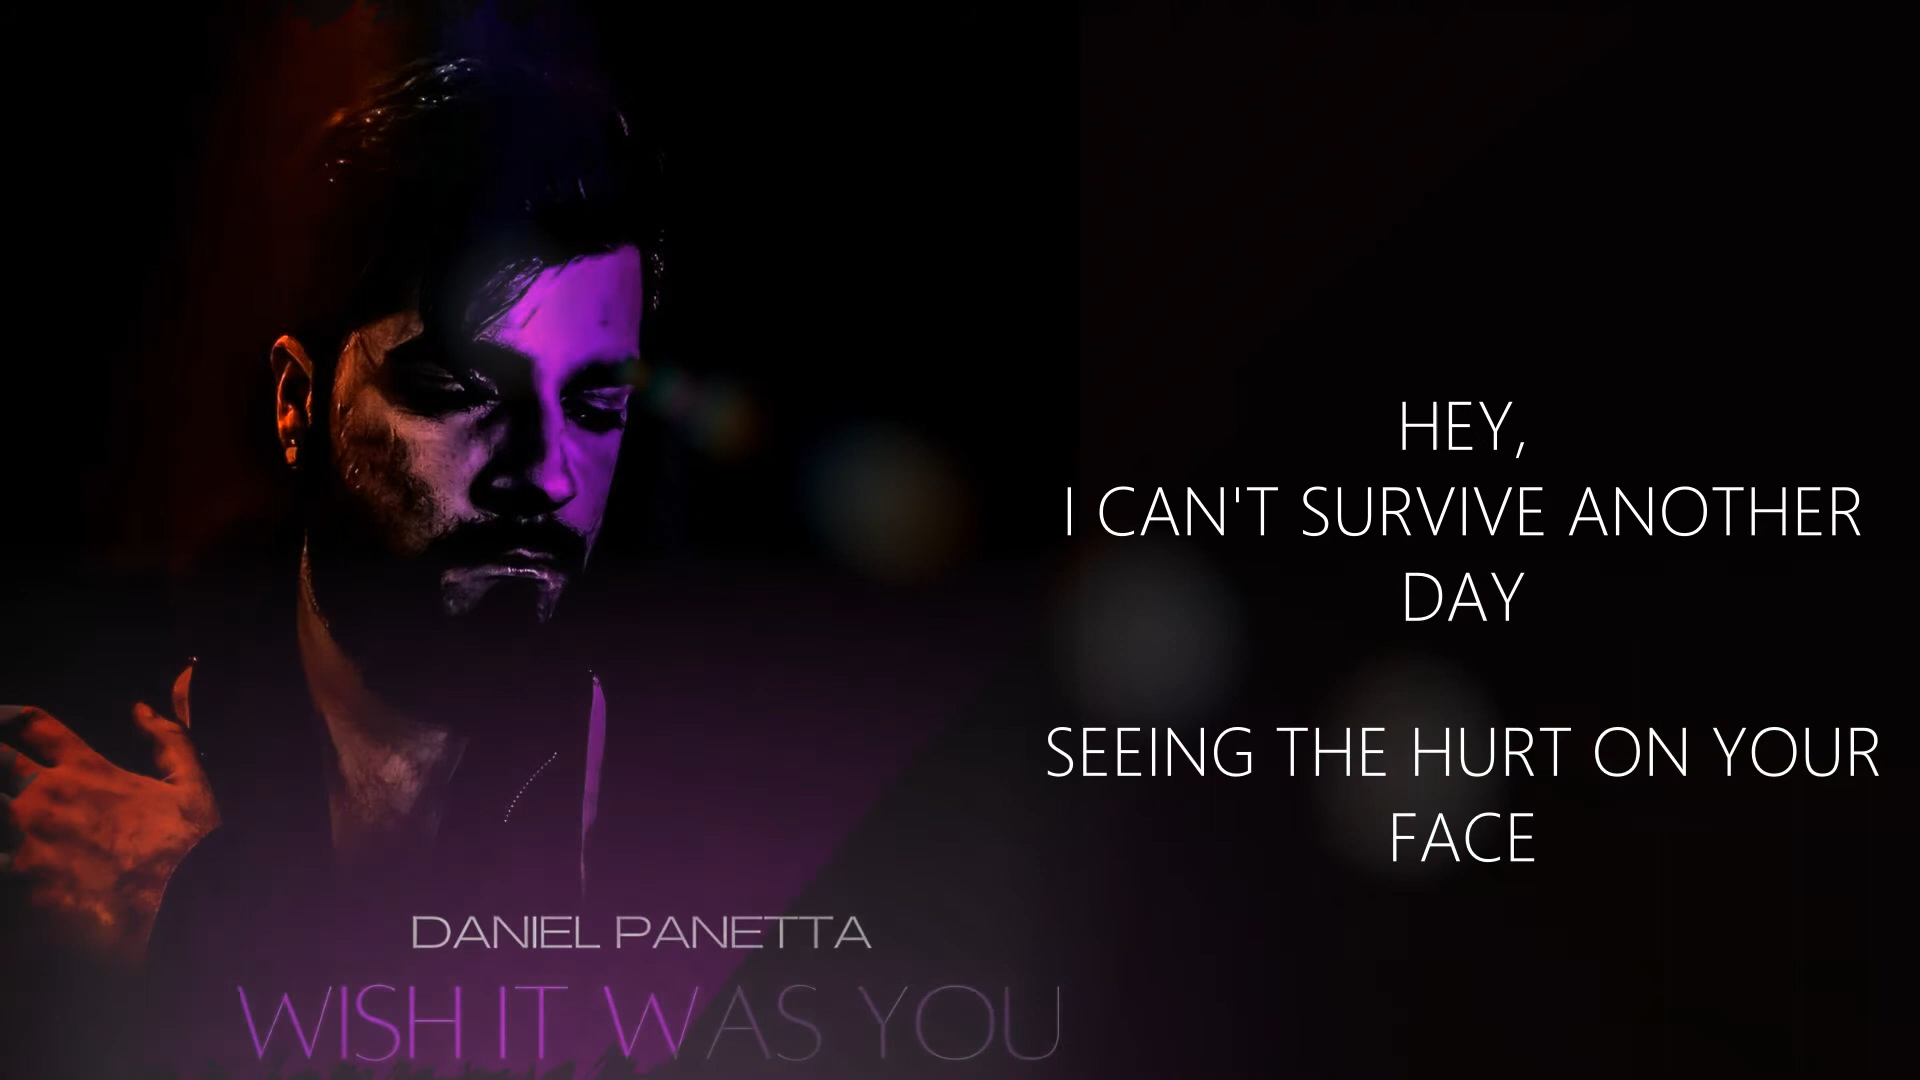 HEY,
I CAN'T SURVIVE ANOTHER
DAY
SEEING THE HURT ON YOUR
FACE
DANIEL PANETTA
WISH IT WAS YOU